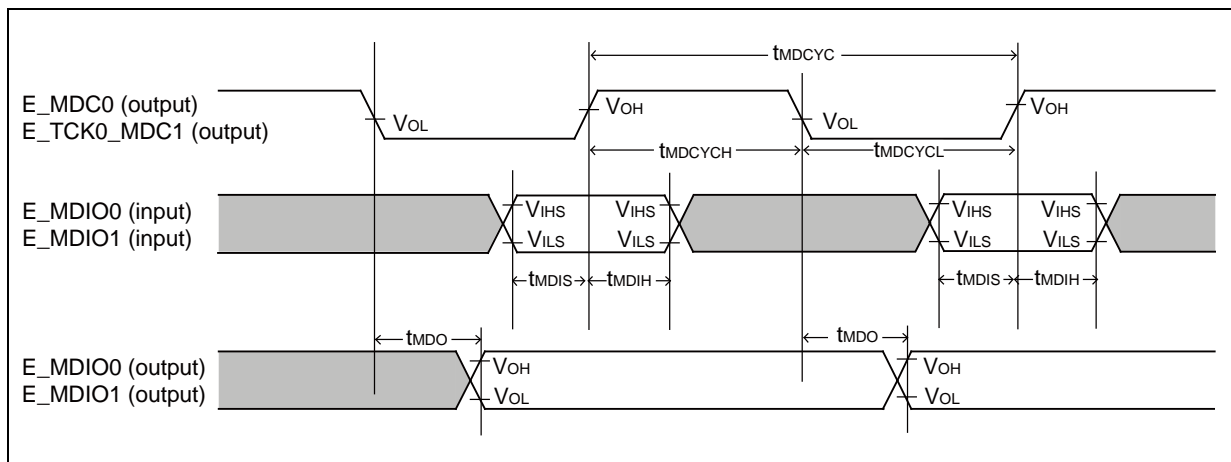 tMDCYC
E_MDC0 (output)
E_TCK0_MDC1 (output)
VOL
VOH
VOL
VOH
tMDCYCH
tMDCYCL
E_MDIO0 (input)
E_MDIO1 (input)
VIHS
VIHS
VIHS
VIHS
VILS
VILS
VILS
VILS
tMDIS
tMDIH
tMDIS
tMDIH
tMDO
tMDO
E_MDIO0 (output)
E_MDIO1 (output)
VOH
VOH
VOL
VOL